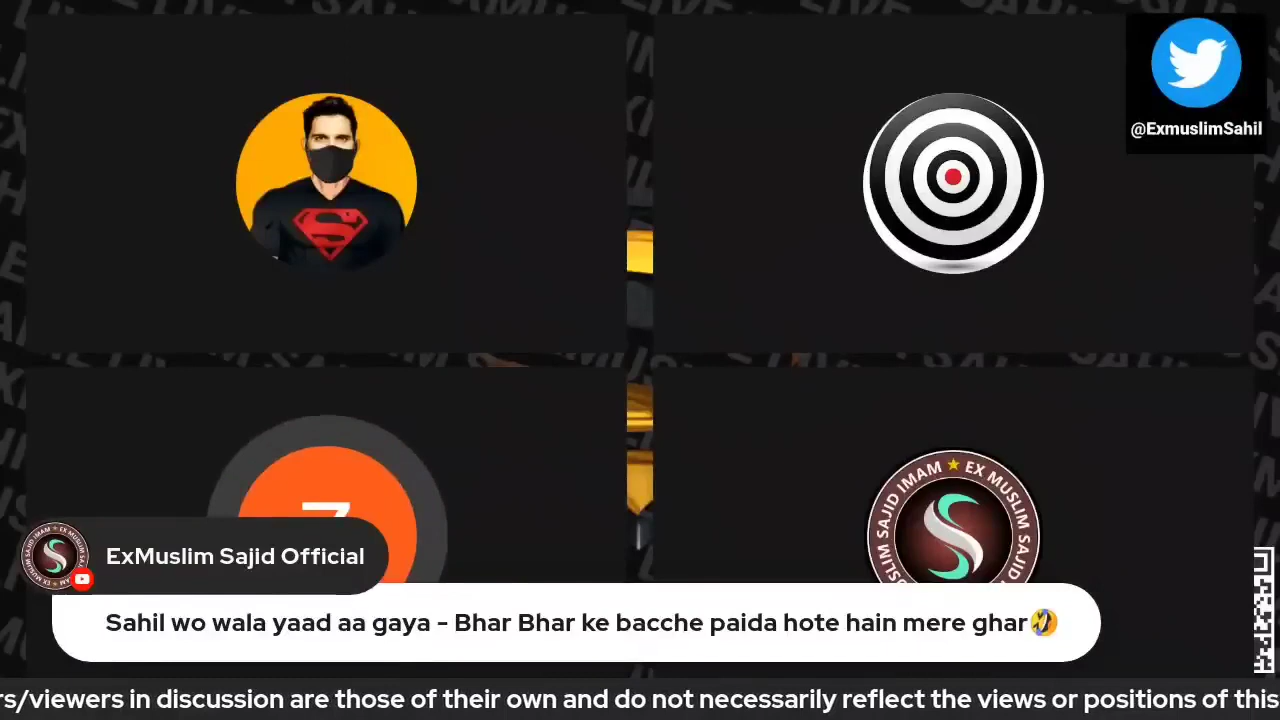 @ExmuslimSahil
SAJID IMAM ★ EX MUSLIM SAJID
ExMuslim Sajid Official
Sahil wo wala yaad aa gaya - Bhar Bhar ke bacche paida hote hain mere ghar🤣
rs/viewers in discussion are those of their own and do not necessarily reflect the views or positions of this